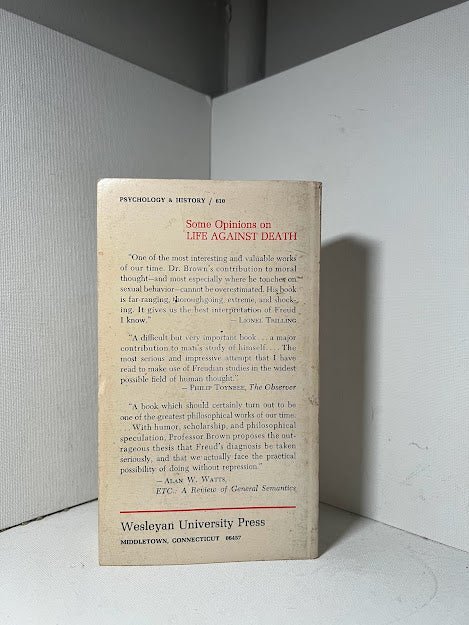 PSYCHOLOGY & HISTORY / 610
Some Opinions on
LIFE AGAINST DEATH
"One of the most interesting and valuable works
of our time. Dr. Brown's contribution to moral
thought—and most especially where he touches on
sexual behavior—cannot be overestimated. His book
is far-ranging, thoroughgoing, extreme, and shock-
ing. It gives us the best interpretation of Freud
I know."
— LIONEL TRILLING
"A difficult but very important book . . . a major
contribution to man's study of himself. . . . The
most serious and impressive attempt that I have
read to make use of Freudian studies in the widest
possible field of human thought."
— PHILIP TOYNBEE, The Observer
"A book which should certainly turn out to be
one of the greatest philosophical works of our time.
With humor, scholarship, and philosophical
speculation, Professor Brown proposes the out-
rageous thesis that Freud's diagnosis be taken
seriously, and that we actually face the practical
possibility of doing without repression."
— ALAN W. WATTS,
ETC.: A Review of General Semantics
Wesleyan University Press
MIDDLETOWN, CONNECTICUT 06457